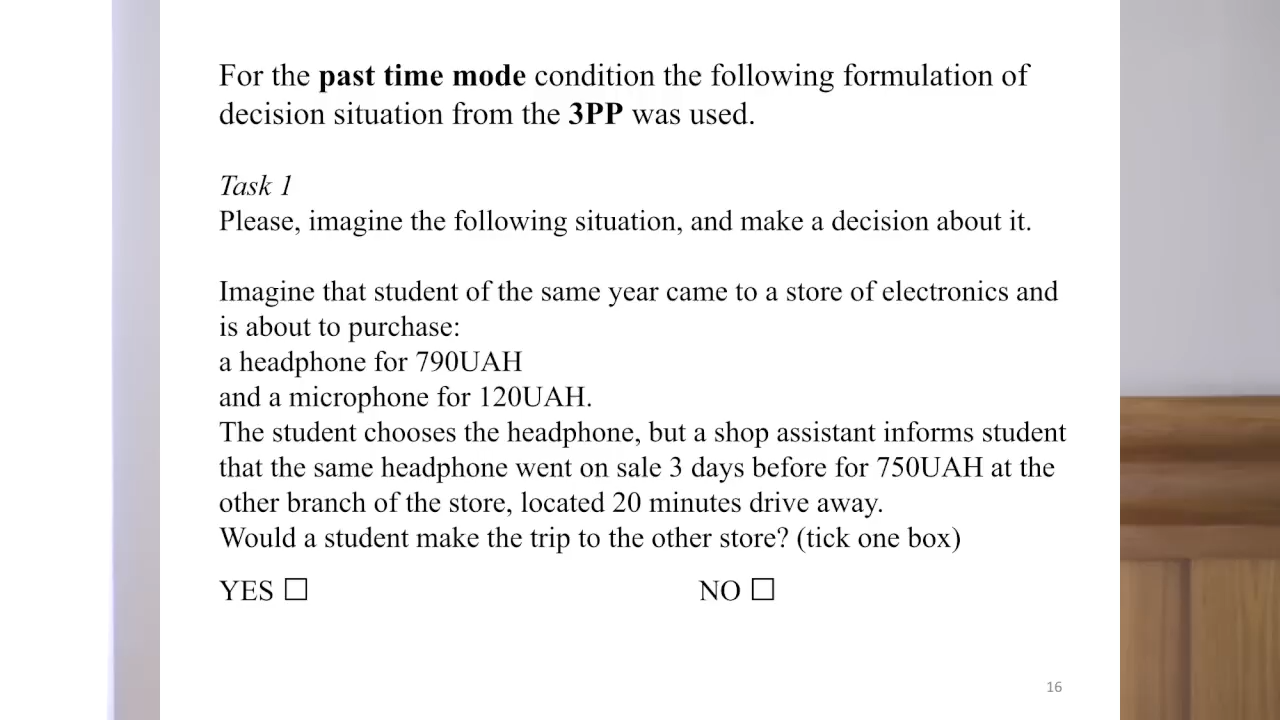 For the past time mode condition the following formulation of
decision situation from the 3PP was used.
Task 1
Please, imagine the following situation, and make a decision about it.
Imagine that student of the same year came to a store of electronics and
is about to purchase:
a headphone for 790UAH
and a microphone for 120UAH.
The student chooses the headphone, but a shop assistant informs student
that the same headphone went on sale 3 days before for 750UAH at the
other branch of the store, located 20 minutes drive away.
Would a student make the trip to the other store? (tick one box)
YES ☐ NO ☐
16